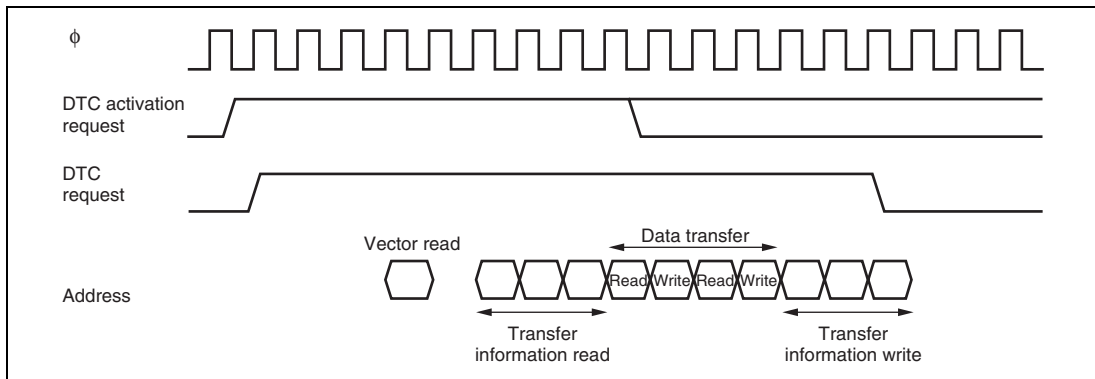 ϕ
DTC activation
request
DTC
request
Vector read
Data transfer
Address
Read Write Read Write
Transfer
information read
Transfer
information write